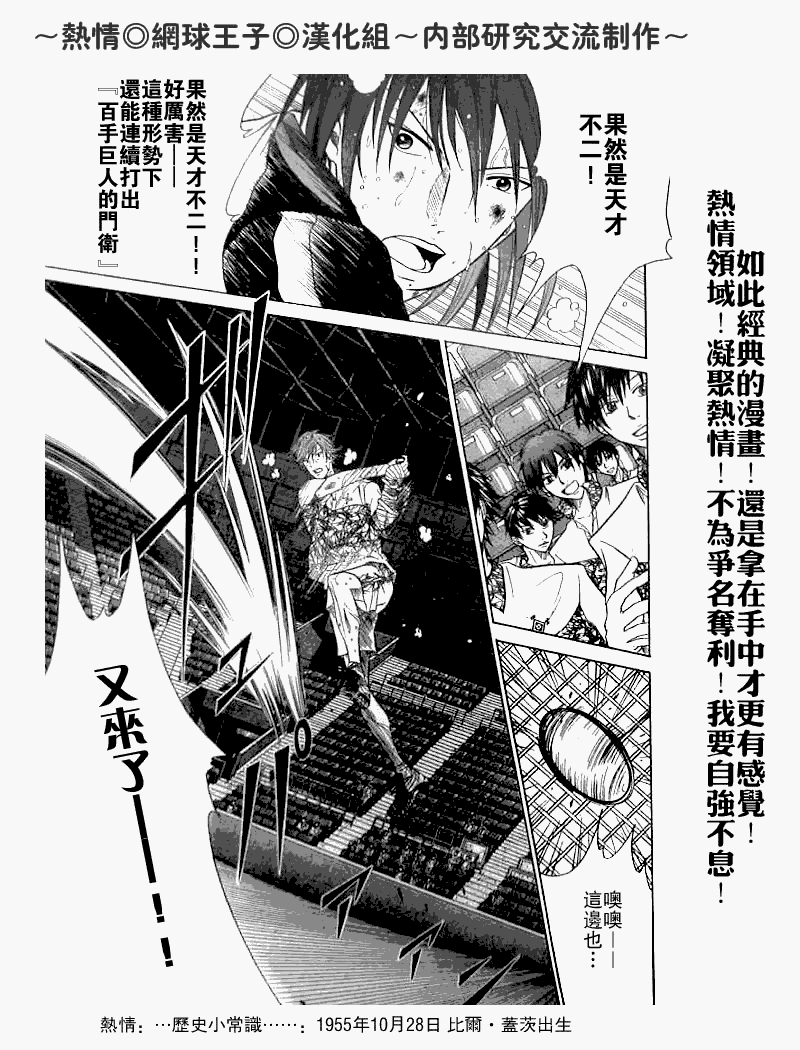 ～熱情◎網球王子◎漢化組～内部研究交流制作～
如此經典的漫畫！還是拿在手中才更有感覺！
熱情領域！凝聚熱情！不為爭名奪利！我要自強不息！
果然是天才
不二！
果然是天才不二！！
好厲害——
這種形勢下
還能連續打出
『百手巨人的門衛』
噢噢——
這邊也…
又來了——！！
熱情：…歷史小常識……：1955年10月28日 比爾・蓋茨出生